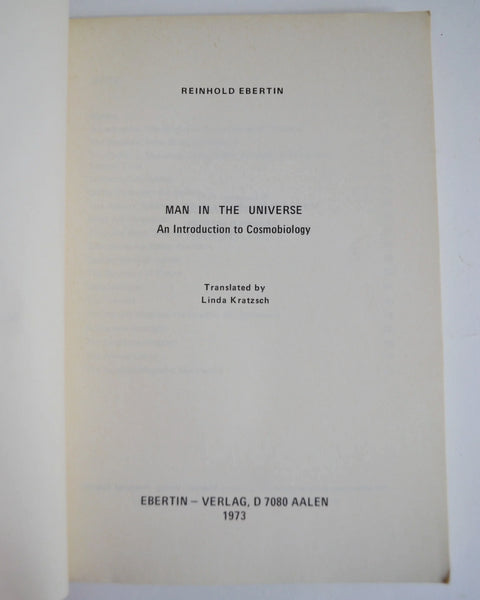 REINHOLD EBERTIN
MAN IN THE UNIVERSE
An Introduction to Cosmobiology
Translated by
Linda Kratzsch
EBERTIN – VERLAG, D 7080 AALEN
1973